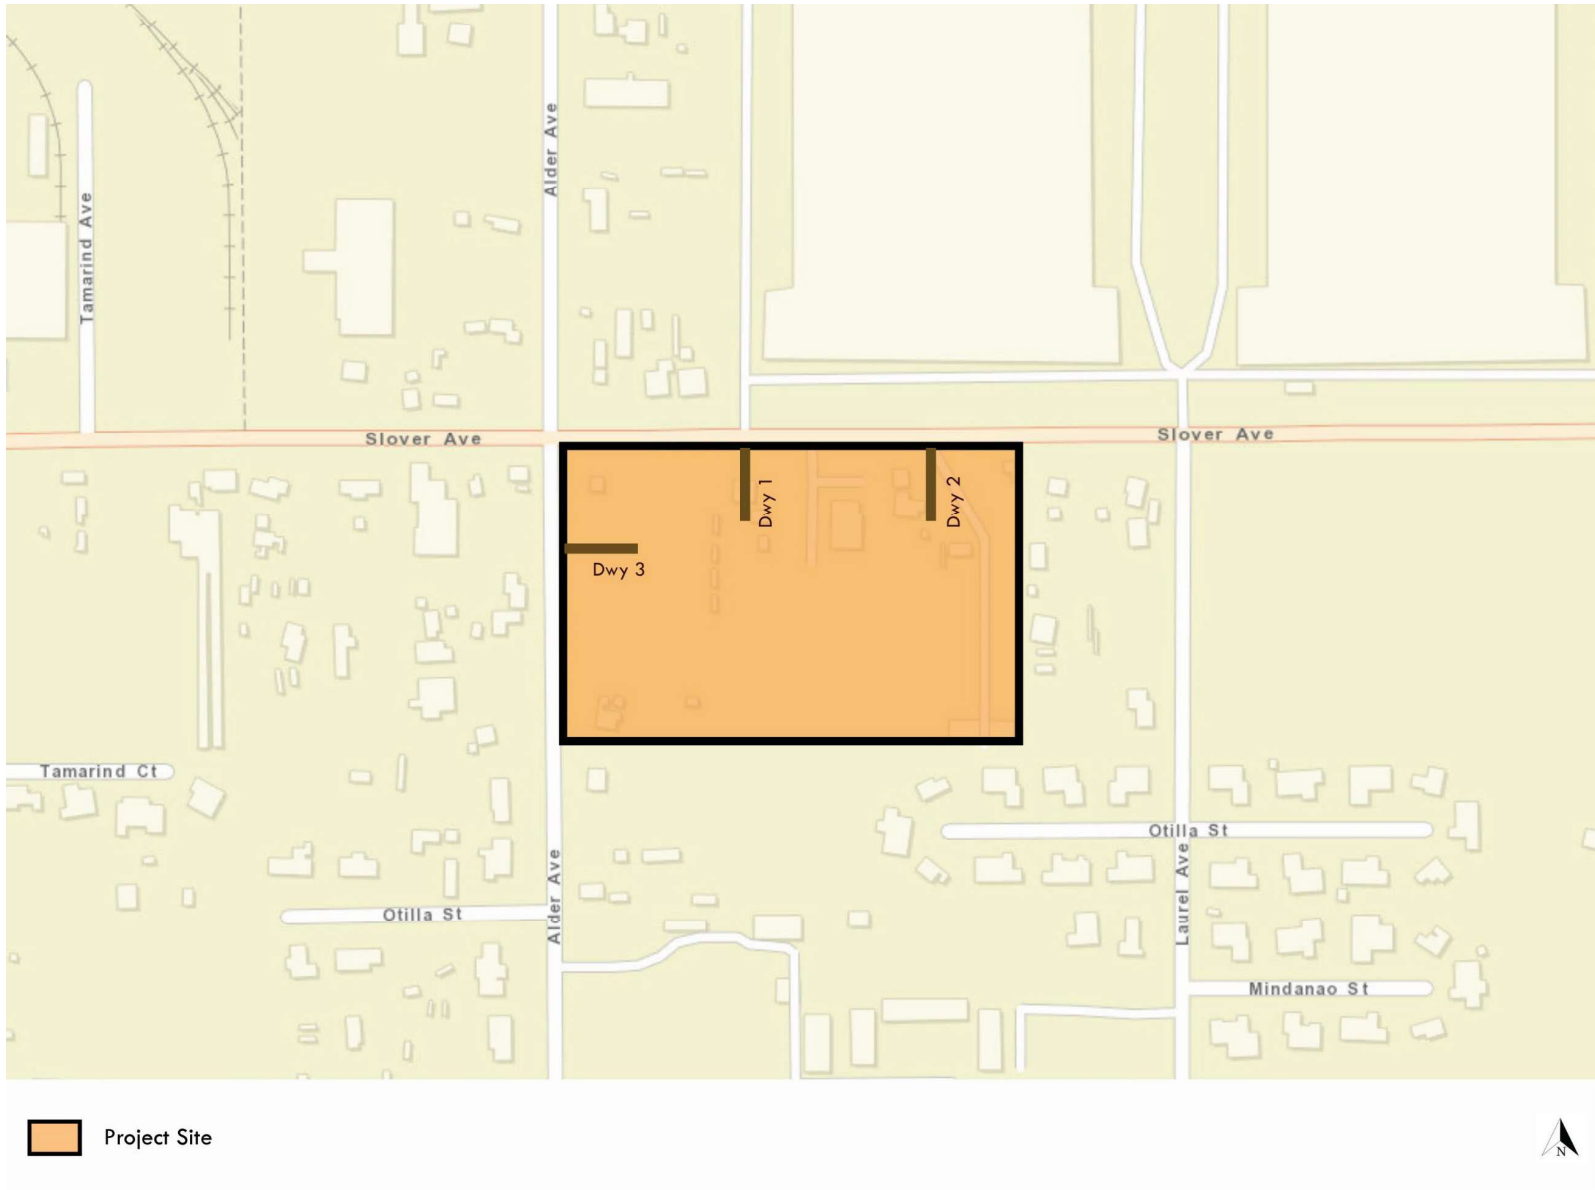 Alder Ave
Tamarind Ave
Slover Ave
Slover Ave
Dwy 1
Dwy 2
Dwy 3
Tamarind Ct
Otilla St
Otilla St
Alder Ave
Laurel Ave
Mindanao St
Project Site
N